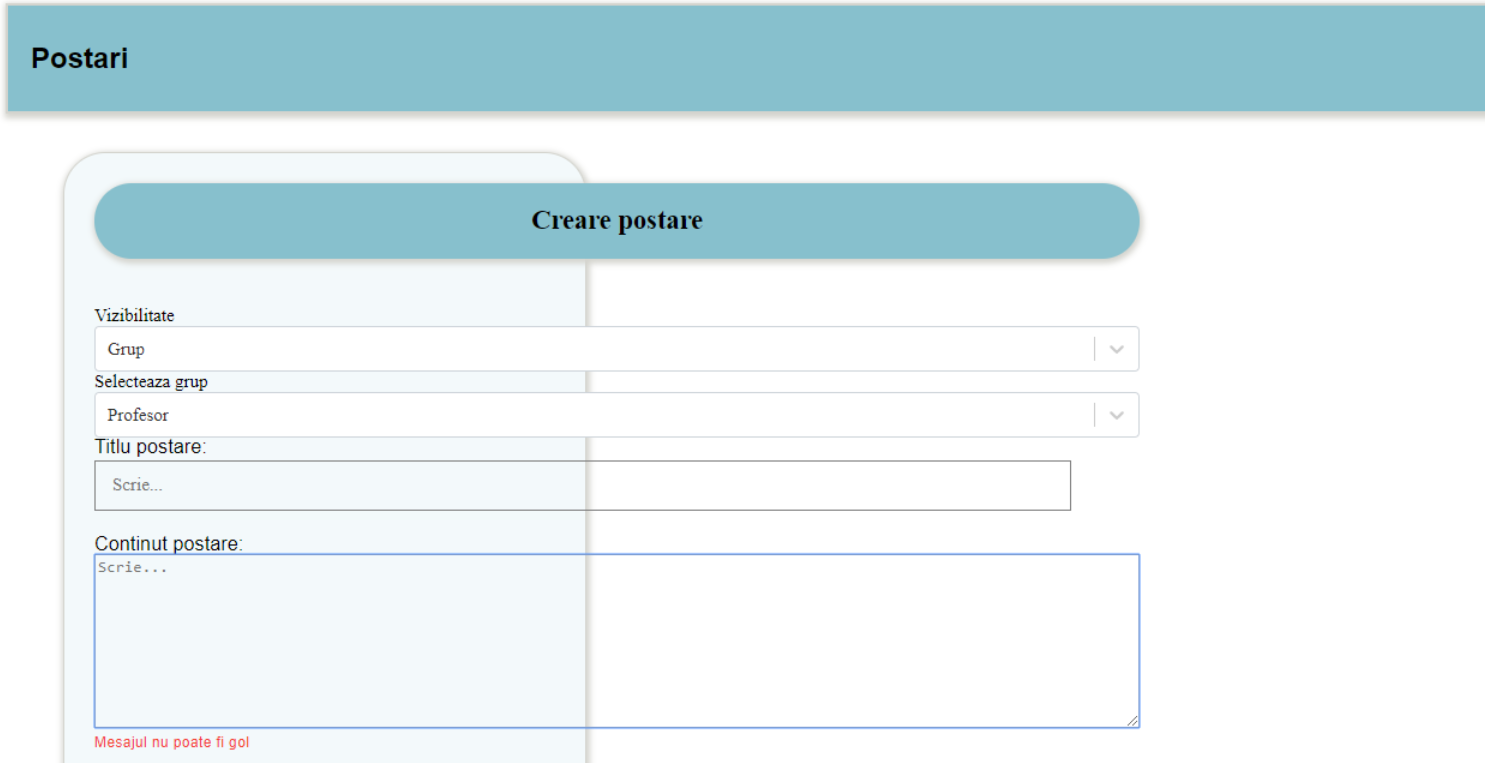 Postari
Creare postare
Vizibilitate
Grup
Selecteaza grup
Profesor
Titlu postare:
Scrie...
Continut postare:
Scrie...
Mesajul nu poate fi gol